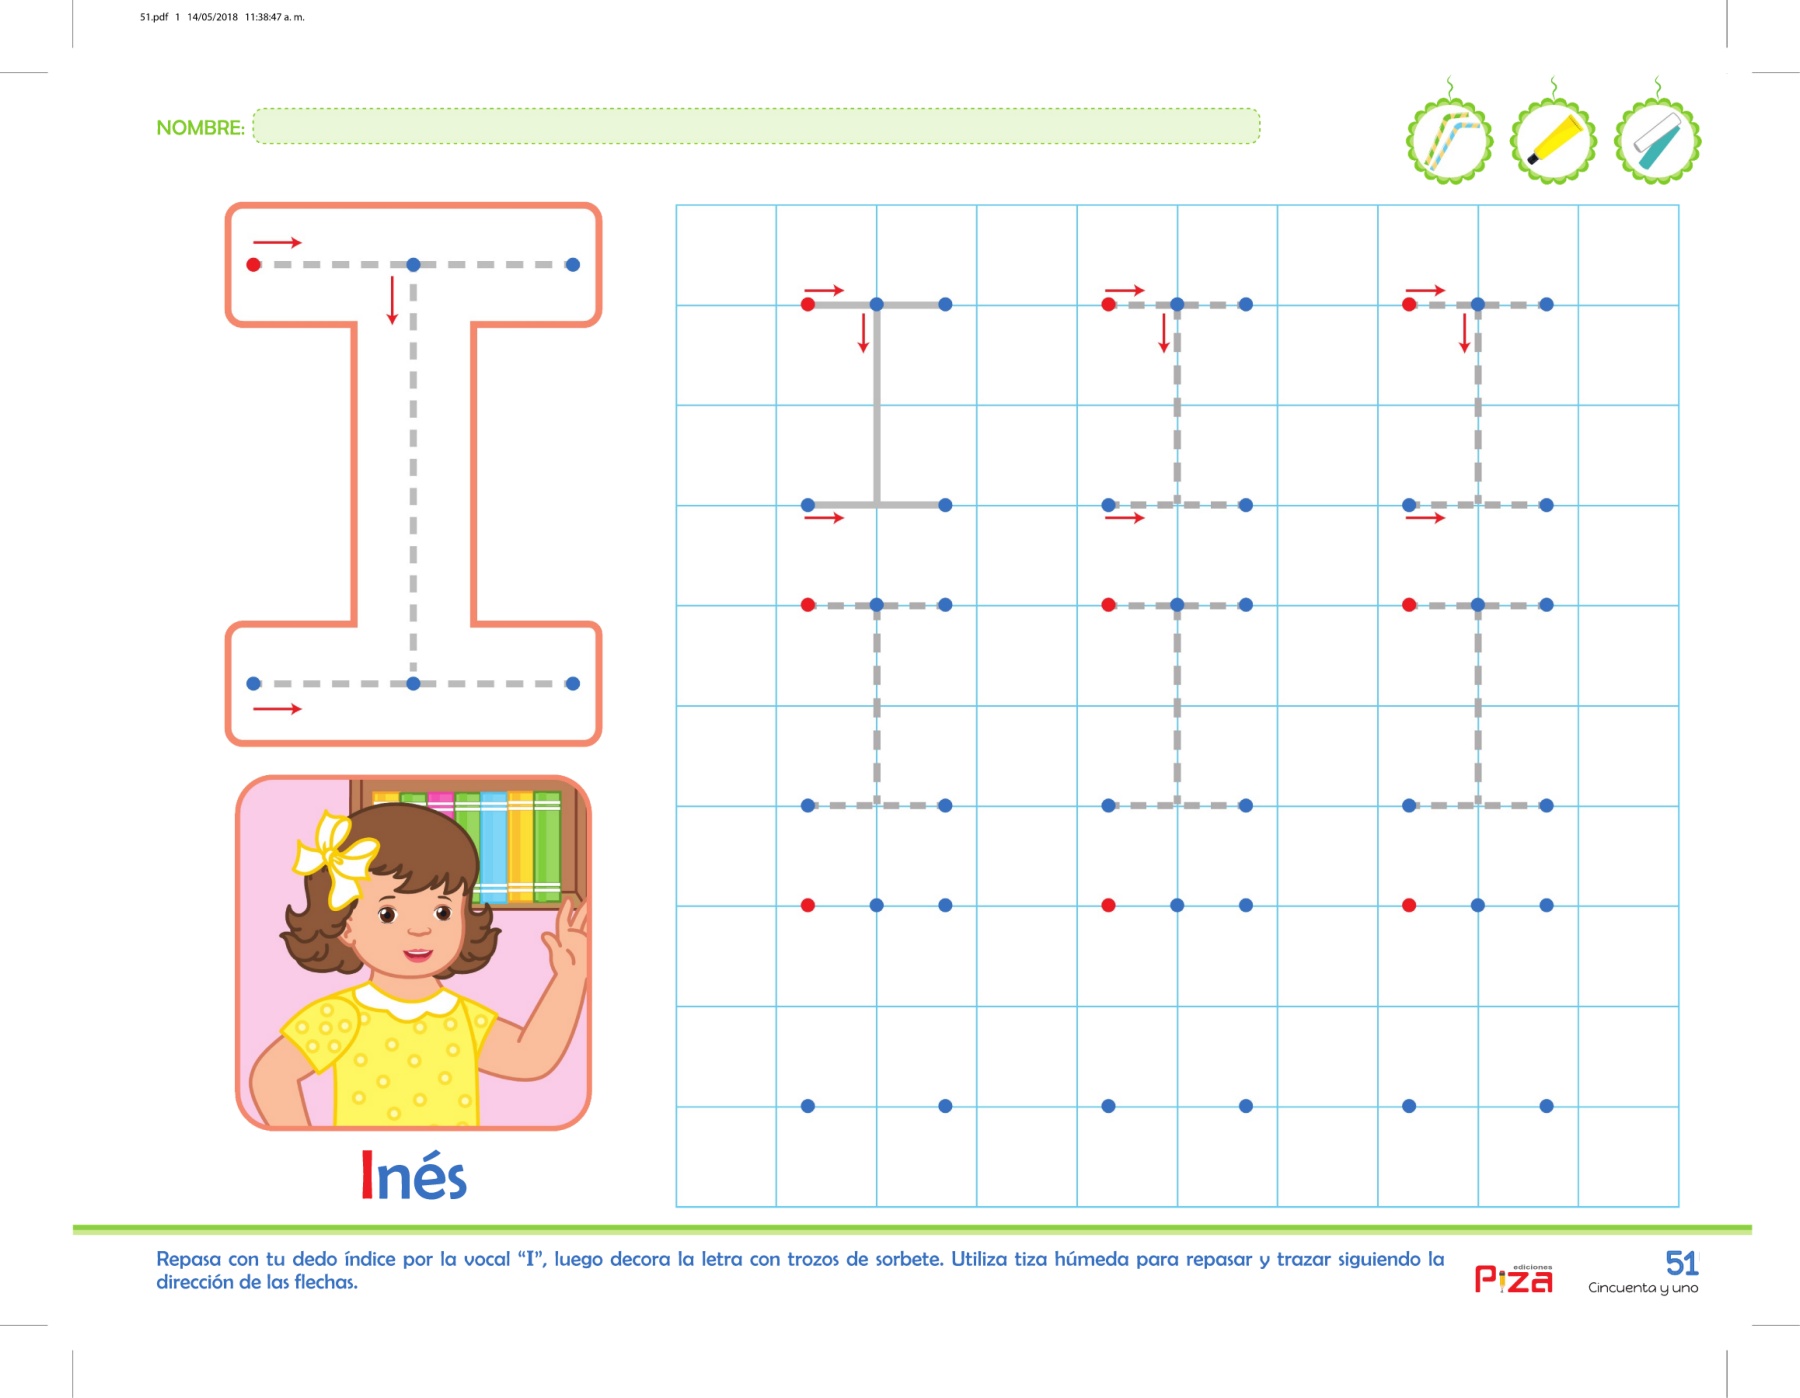 51.pdf 1 14/05/2018 11:38:47 a. m.
NOMBRE:
Inés
Repasa con tu dedo índice por la vocal “I”, luego decora la letra con trozos de sorbete. Utiliza tiza húmeda para repasar y trazar siguiendo la
dirección de las flechas.
ediciones
Piza
51
Cincuenta y uno